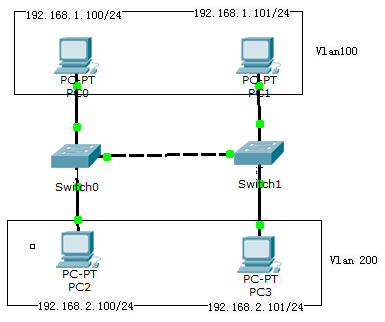 192.168.1.100/24 192.168.1.101/24
Vlan100
PC-PT PC-PT
PC0 PC1
Switch0 Switch1
PC-PT PC-PT
PC2 PC3
Vlan 200
192.168.2.100/24 192.168.2.101/24